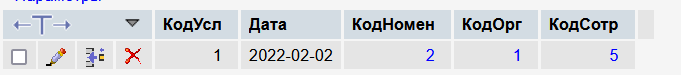 КодУсл Дата КодНомен КодОрг КодСотр
1 2022-02-02 2 1 5